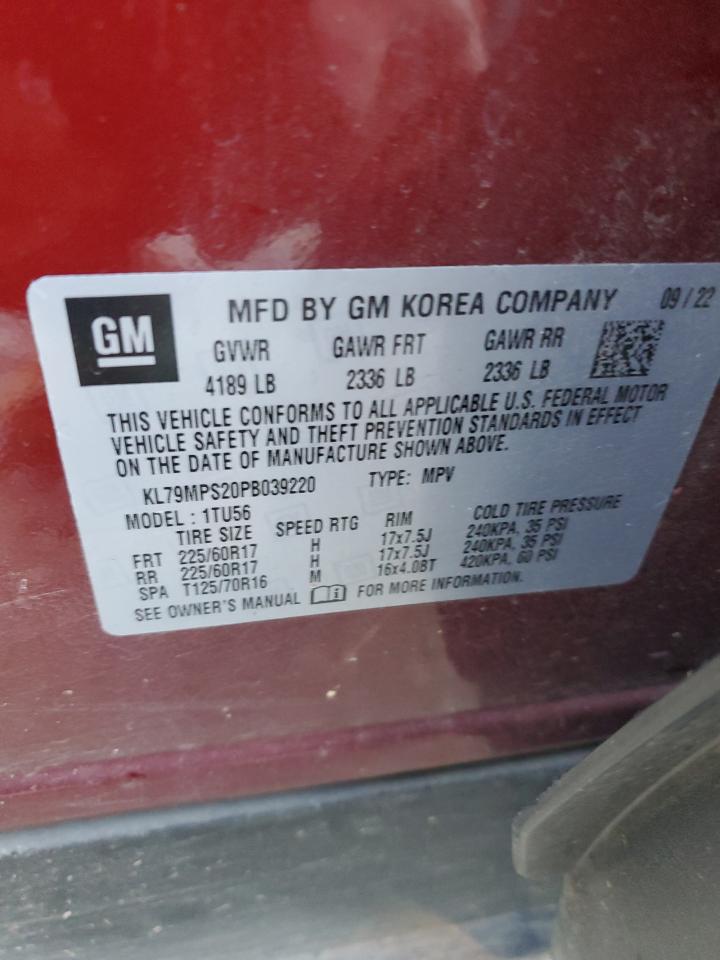 GM
MFD BY GM KOREA COMPANY 09/22
GVWR GAWR FRT GAWR RR
4189 LB 2336 LB 2336 LB
THIS VEHICLE CONFORMS TO ALL APPLICABLE U.S. FEDERAL MOTOR
VEHICLE SAFETY AND THEFT PREVENTION STANDARDS IN EFFECT
ON THE DATE OF MANUFACTURE SHOWN ABOVE.
KL79MPS20PB039220 TYPE: MPV
MODEL : 1TU56
TIRE SIZE SPEED RTG RIM COLD TIRE PRESSURE
FRT 225/60R17 H 17x7.5J 240KPA, 35 PSI
RR 225/60R17 H 17x7.5J 240KPA, 35 PSI
SPA T125/70R16 M 16x4.0BT 420KPA, 60 PSI
SEE OWNER'S MANUAL FOR MORE INFORMATION.